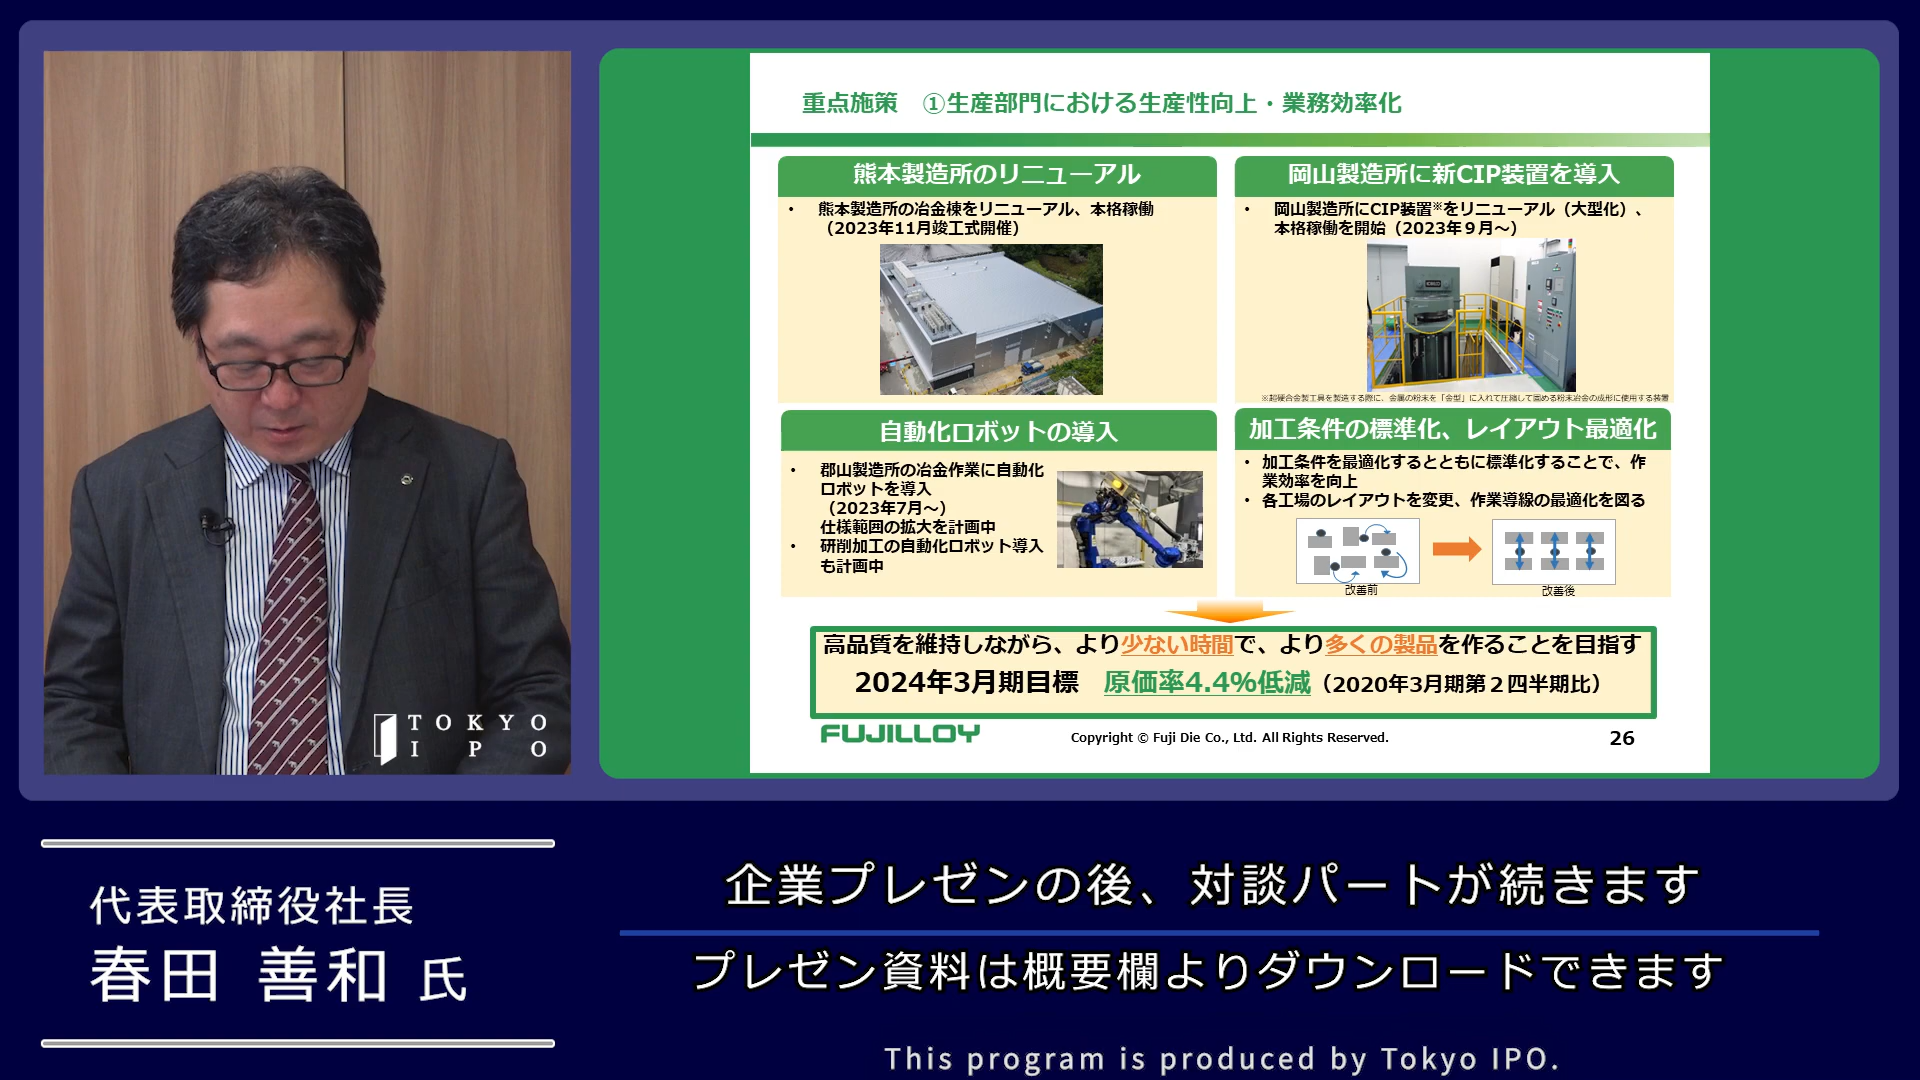 重点施策　①生産部門における生産性向上・業務効率化
熊本製造所のリニューアル
・ 熊本製造所の冶金棟をリニューアル、本格稼働
（2023年11月竣工式開催）
岡山製造所に新CIP装置を導入
・ 岡山製造所にCIP装置※をリニューアル（大型化）、
本格稼働を開始（2023年９月～）
※超硬合金製工具を製造する際に、金属の粉末を「金型」に入れて圧縮して固める粉末冶金の成形に使用する装置
自動化ロボットの導入
・ 郡山製造所の冶金作業に自動化
ロボットを導入
（2023年7月～）
仕様範囲の拡大を計画中
・ 研削加工の自動化ロボット導入
も計画中
加工条件の標準化、レイアウト最適化
・ 加工条件を最適化するとともに標準化することで、作
業効率を向上
・ 各工場のレイアウトを変更、作業導線の最適化を図る
改善前
改善後
高品質を維持しながら、より少ない時間で、より多くの製品を作ることを目指す
2024年3月期目標　原価率4.4%低減（2020年3月期第２四半期比）
FUJILLOY
Copyright © Fuji Die Co., Ltd. All Rights Reserved.
26
TOKYO
IPO
代表取締役社長
春田 善和 氏
企業プレゼンの後、対談パートが続きます
プレゼン資料は概要欄よりダウンロードできます
This program is produced by Tokyo IPO.